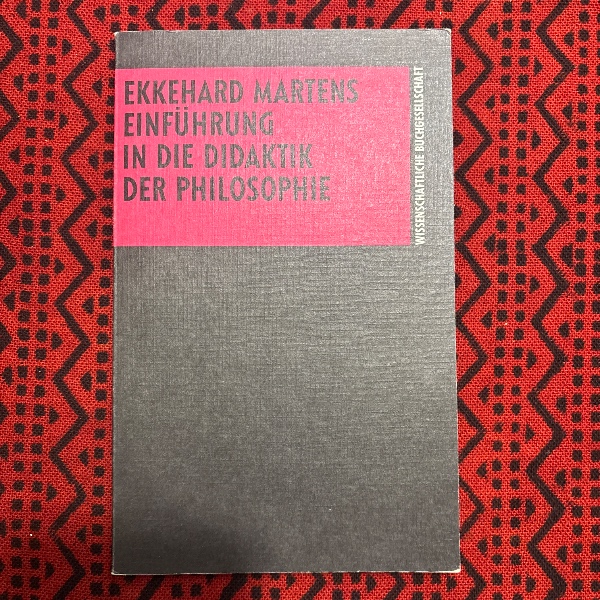 EKKEHARD MARTENS
EINFÜHRUNG
IN DIE DIDAKTIK
DER PHILOSOPHIE
WISSENSCHAFTLICHE BUCHGESELLSCHAFT